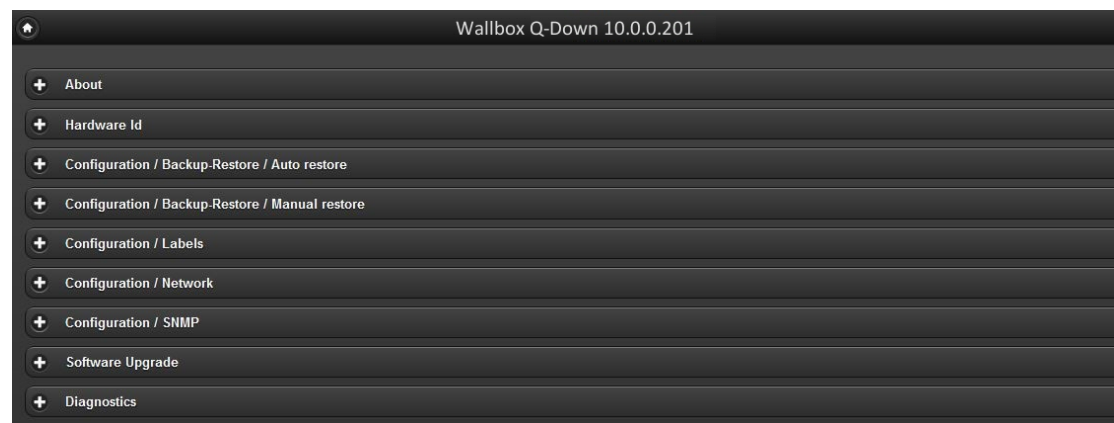 Wallbox Q-Down 10.0.0.201
About
Hardware Id
Configuration / Backup-Restore / Auto restore
Configuration / Backup-Restore / Manual restore
Configuration / Labels
Configuration / Network
Configuration / SNMP
Software Upgrade
Diagnostics